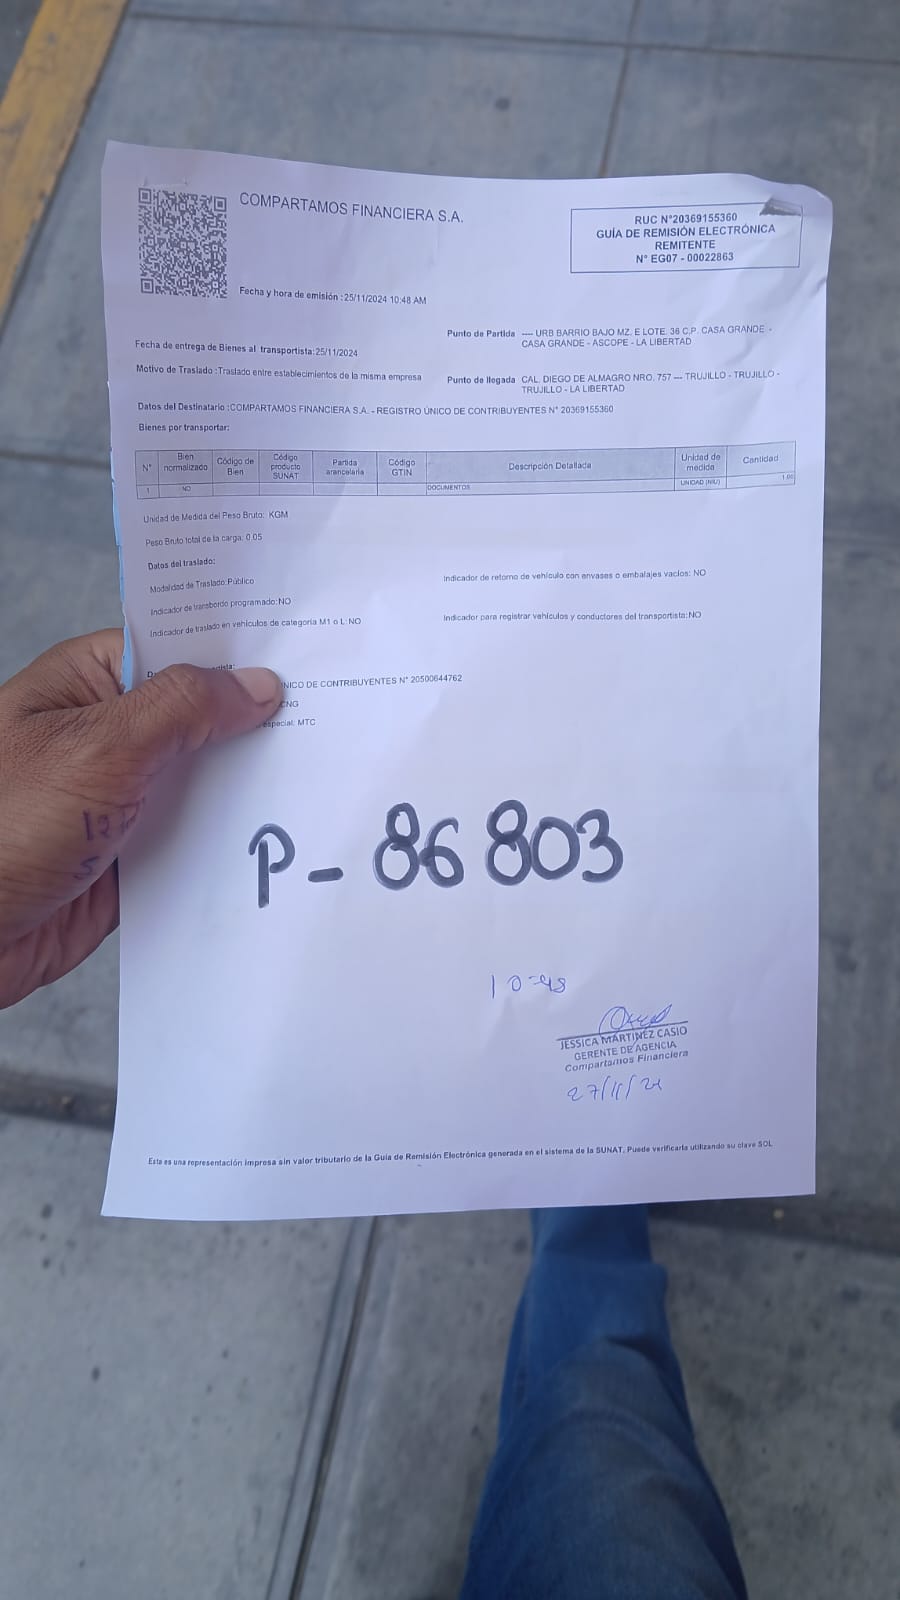 COMPARTAMOS FINANCIERA S.A.
RUC N°20369155360
GUÍA DE REMISIÓN ELECTRÓNICA
REMITENTE
N° EG07 - 00022863
Fecha y hora de emisión :25/11/2024 10:48 AM
Fecha de entrega de Bienes al transportista:25/11/2024
Punto de Partida ---- URB BARRIO BAJO MZ. E LOTE. 36 C.P. CASA GRANDE -
CASA GRANDE - ASCOPE - LA LIBERTAD
Motivo de Traslado :Traslado entre establecimientos de la misma empresa
Punto de llegada CAL. DIEGO DE ALMAGRO NRO. 757 --- TRUJILLO - TRUJILLO -
TRUJILLO - LA LIBERTAD
Datos del Destinatario :COMPARTAMOS FINANCIERA S.A. - REGISTRO ÚNICO DE CONTRIBUYENTES N° 20369155360
Bienes por transportar:
N° Bien normalizado Código de Bien Código producto SUNAT Partida arancelaria Código GTIN Descripción Detallada Unidad de medida Cantidad
1 NO DOCUMENTOS UNIDAD (NIU) 1.00
Unidad de Medida del Peso Bruto: KGM
Peso Bruto total de la carga: 0.05
Datos del traslado:
Modalidad de Traslado:Público
Indicador de retorno de vehículo con envases o embalajes vacíos: NO
Indicador de transbordo programado:NO
Indicador de traslado en vehículos de categoría M1 o L:NO
Indicador para registrar vehículos y conductores del transportista:NO
NICO DE CONTRIBUYENTES N° 20500644762
CNG
especial: MTC
P - 86803
10-48
JESSICA MARTINEZ CASIO
GERENTE DE AGENCIA
Compartamos Financiera
27/11/24
Esta es una representación impresa sin valor tributario de la Guía de Remisión Electrónica generada en el sistema de la SUNAT. Puede verificarla utilizando su clave SOL